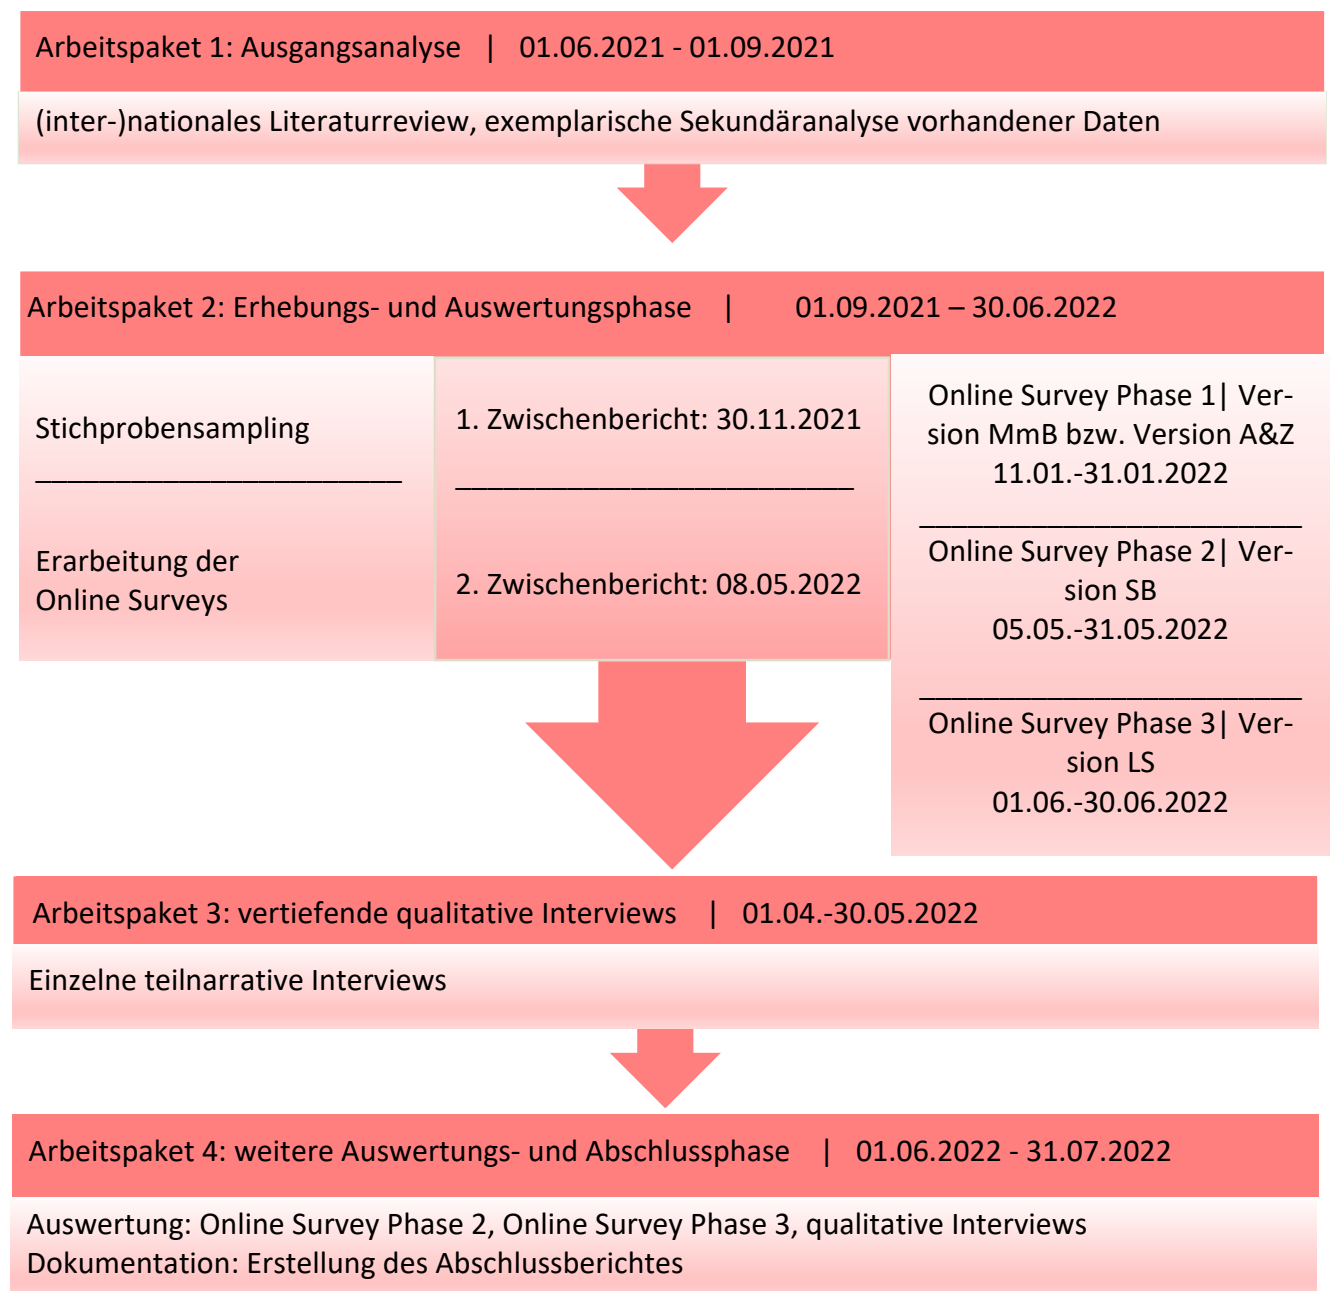 Arbeitspaket 1: Ausgangsanalyse | 01.06.2021 - 01.09.2021
(inter-)nationales Literaturreview, exemplarische Sekundäranalyse vorhandener Daten
Arbeitspaket 2: Erhebungs- und Auswertungsphase | 01.09.2021 – 30.06.2022
Stichprobensampling
Erarbeitung der
Online Surveys
1. Zwischenbericht: 30.11.2021
2. Zwischenbericht: 08.05.2022
Online Survey Phase 1| Ver-
sion MmB bzw. Version A&Z
11.01.-31.01.2022
Online Survey Phase 2| Ver-
sion SB
05.05.-31.05.2022
Online Survey Phase 3| Ver-
sion LS
01.06.-30.06.2022
Arbeitspaket 3: vertiefende qualitative Interviews | 01.04.-30.05.2022
Einzelne teilnarrative Interviews
Arbeitspaket 4: weitere Auswertungs- und Abschlussphase | 01.06.2022 - 31.07.2022
Auswertung: Online Survey Phase 2, Online Survey Phase 3, qualitative Interviews
Dokumentation: Erstellung des Abschlussberichtes